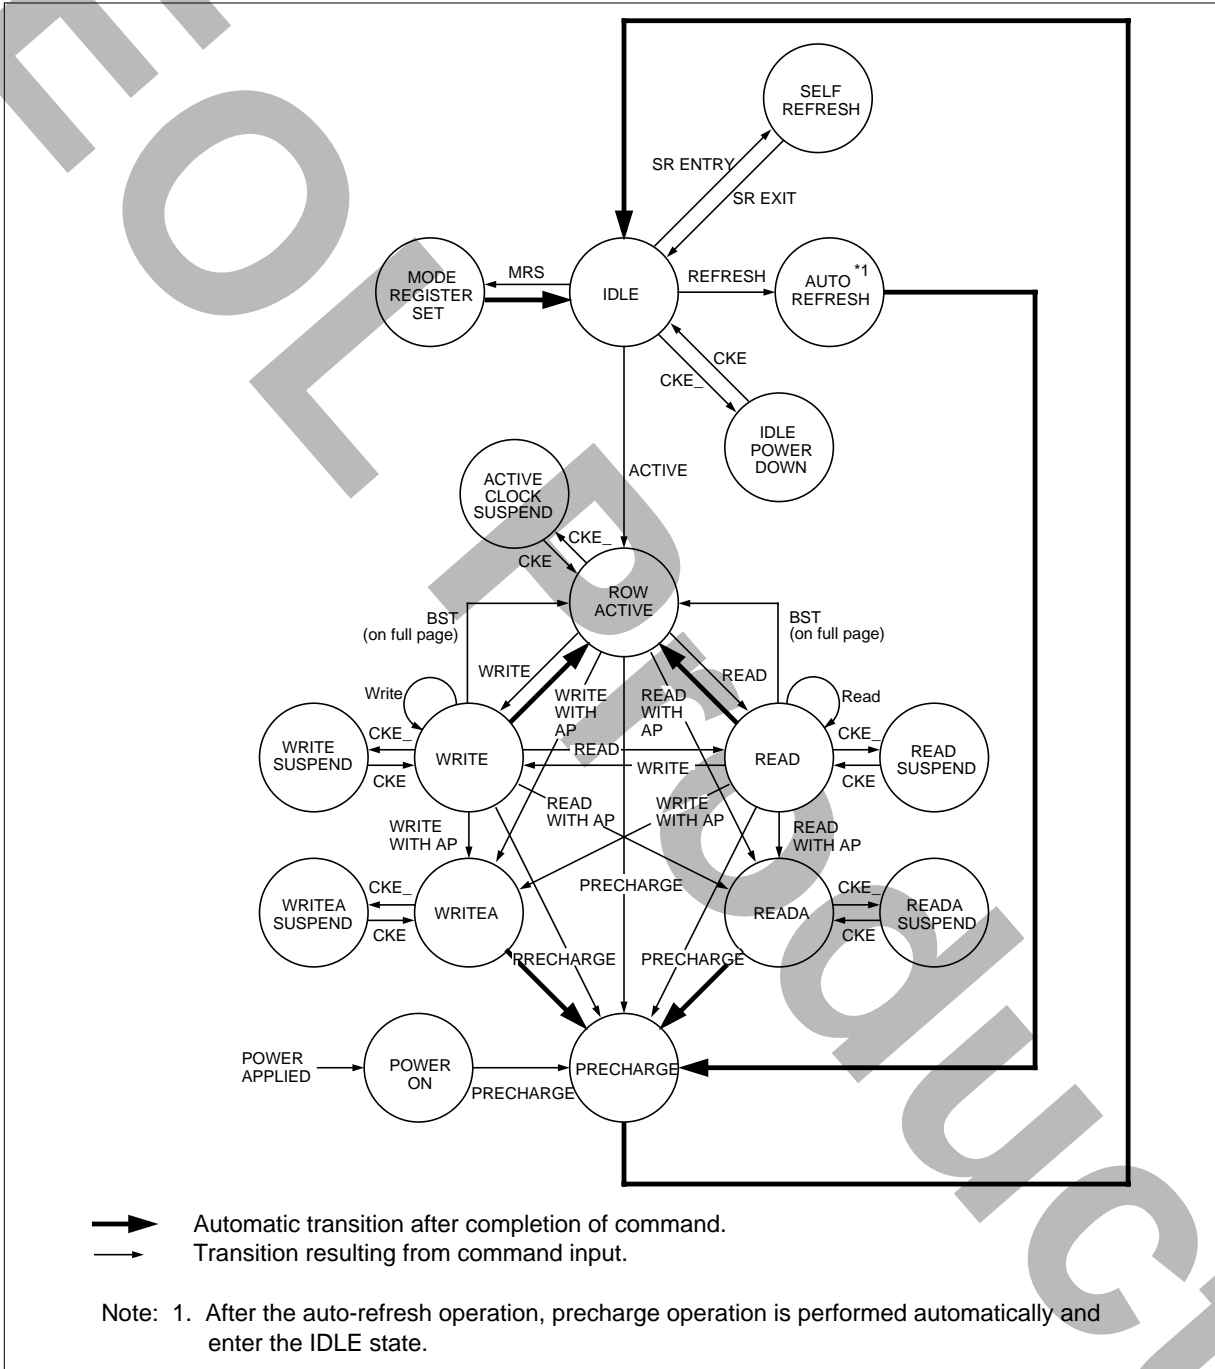 SELF
REFRESH
SR ENTRY
SR EXIT
MODE
REGISTER
SET
MRS
IDLE
REFRESH
AUTO *1
REFRESH
CKE
CKE_
IDLE
POWER
DOWN
ACTIVE
ACTIVE
CLOCK
SUSPEND
CKE_
CKE
ROW
ACTIVE
BST
(on full page)
BST
(on full page)
WRITE
READ
Write
WRITE
WITH
AP
READ
WITH
AP
Read
WRITE
SUSPEND
CKE_
CKE
WRITE
READ
WRITE
READ
CKE_
CKE
READ
SUSPEND
READ
WITH AP
WRITE
WITH AP
WRITE
WITH AP
READ
WITH AP
PRECHARGE
WRITEA
SUSPEND
CKE_
CKE
WRITEA
READA
CKE_
CKE
READA
SUSPEND
PRECHARGE
PRECHARGE
POWER
APPLIED
POWER
ON
PRECHARGE
PRECHARGE
Automatic transition after completion of command.
Transition resulting from command input.
Note: 1. After the auto-refresh operation, precharge operation is performed automatically and
enter the IDLE state.
EOL Product